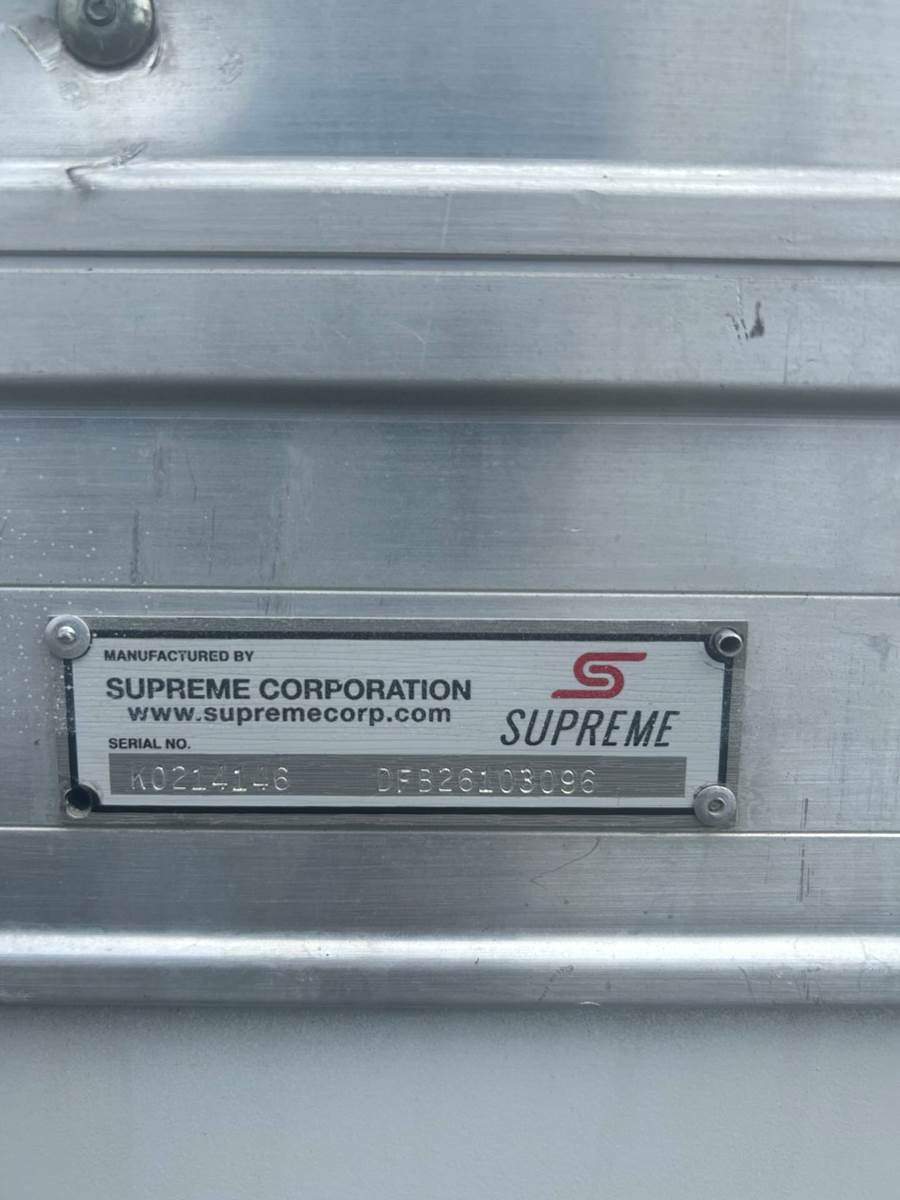 MANUFACTURED BY
SUPREME CORPORATION
www.supremecorp.com
SUPREME
SERIAL NO.
K0214146 DFB26103096